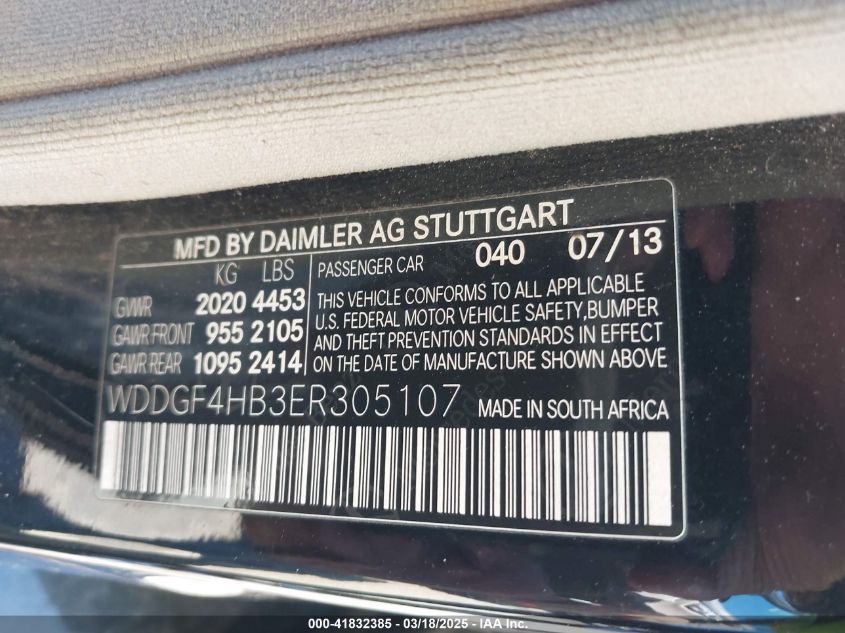 MFD BY DAIMLER AG STUTTGART
KG LBS
GVWR 2020 4453
GAWR FRONT 955 2105
GAWR REAR 1095 2414
PASSENGER CAR 040 07/13
THIS VEHICLE CONFORMS TO ALL APPLICABLE
U.S. FEDERAL MOTOR VEHICLE SAFETY,BUMPER
AND THEFT PREVENTION STANDARDS IN EFFECT
ON THE DATE OF MANUFACTURE SHOWN ABOVE
WDDGF4HB3ER305107 MADE IN SOUTH AFRICA
000-41832385 - 03/18/2025 - IAA Inc.